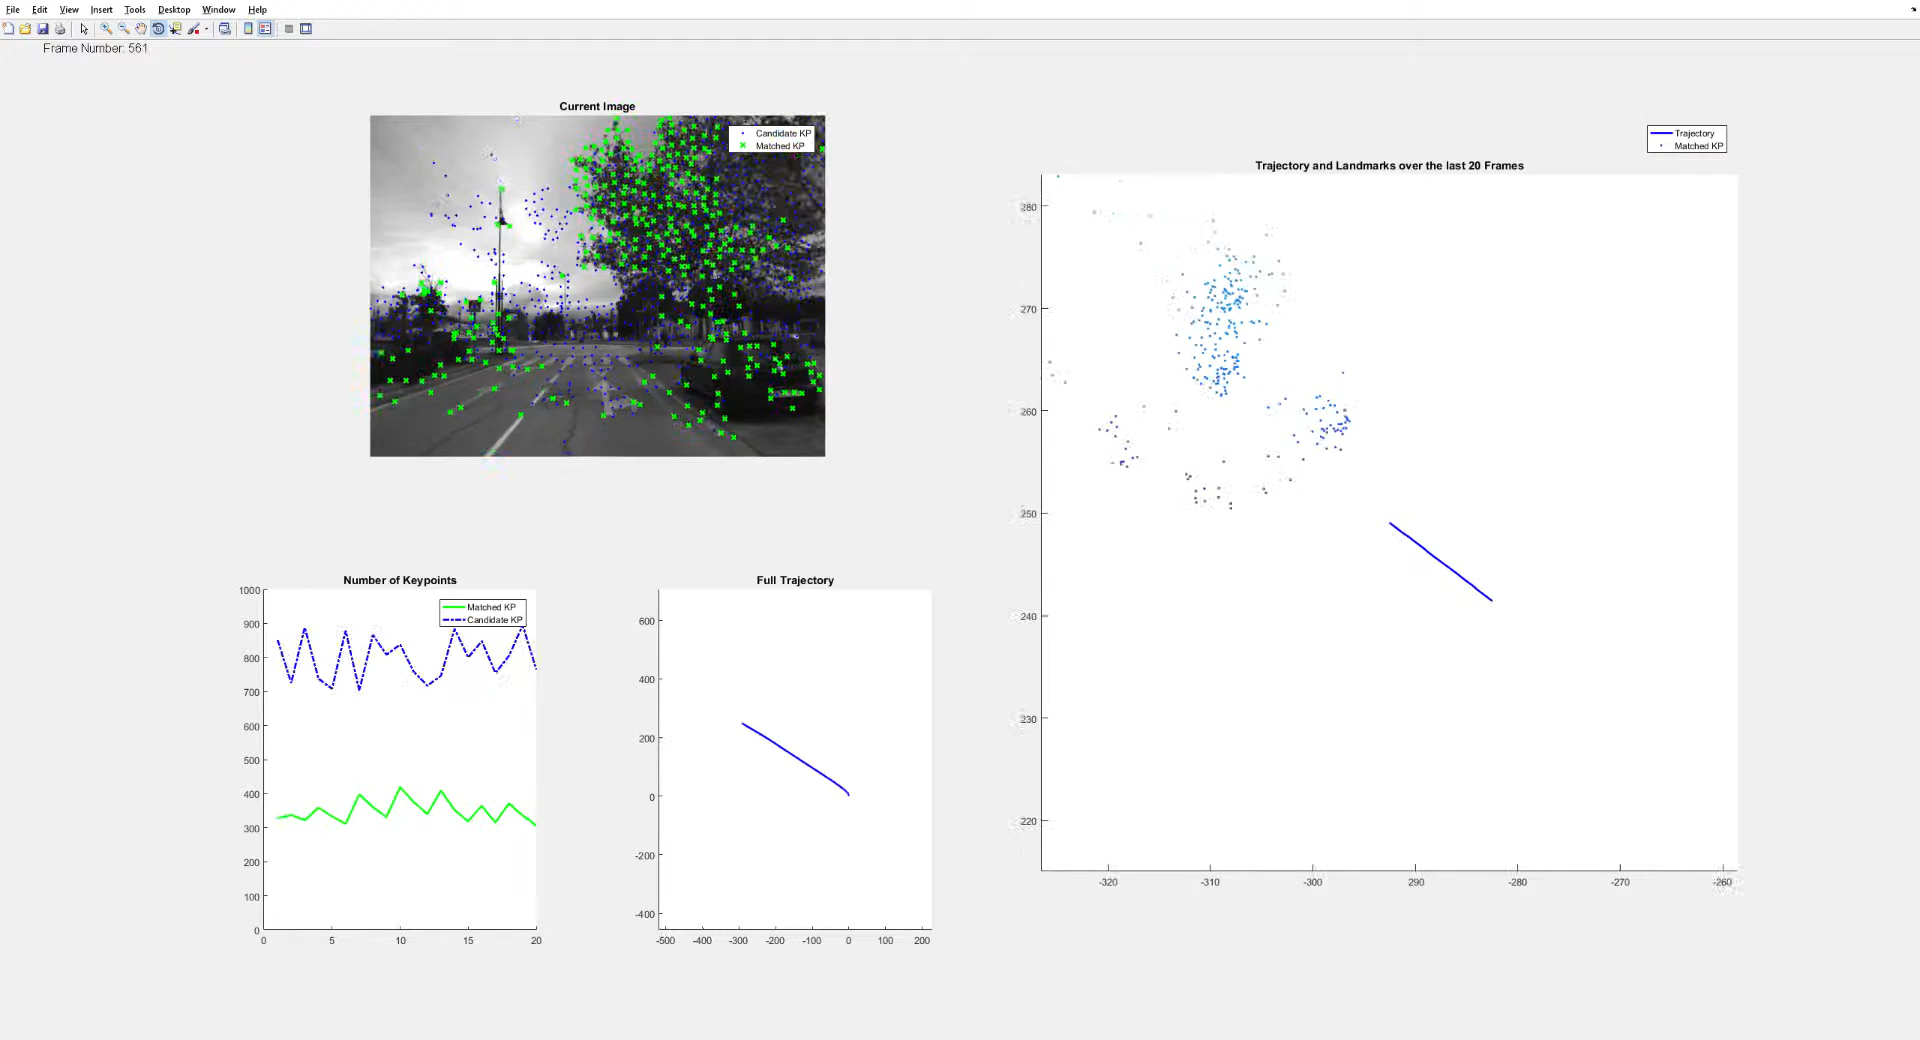 File Edit View Insert Tools Desktop Window Help
Frame Number: 561
Current Image
Candidate KP
Matched KP
Number of Keypoints
Matched KP
Candidate KP
1000
900
800
700
600
500
400
300
200
100
0
0 5 10 15 20
Full Trajectory
600
400
200
0
-200
-400
-500 -400 -300 -200 -100 0 100 200
Trajectory
Matched KP
Trajectory and Landmarks over the last 20 Frames
280
270
260
250
240
230
220
-320 -310 -300 -290 -280 -270 -260